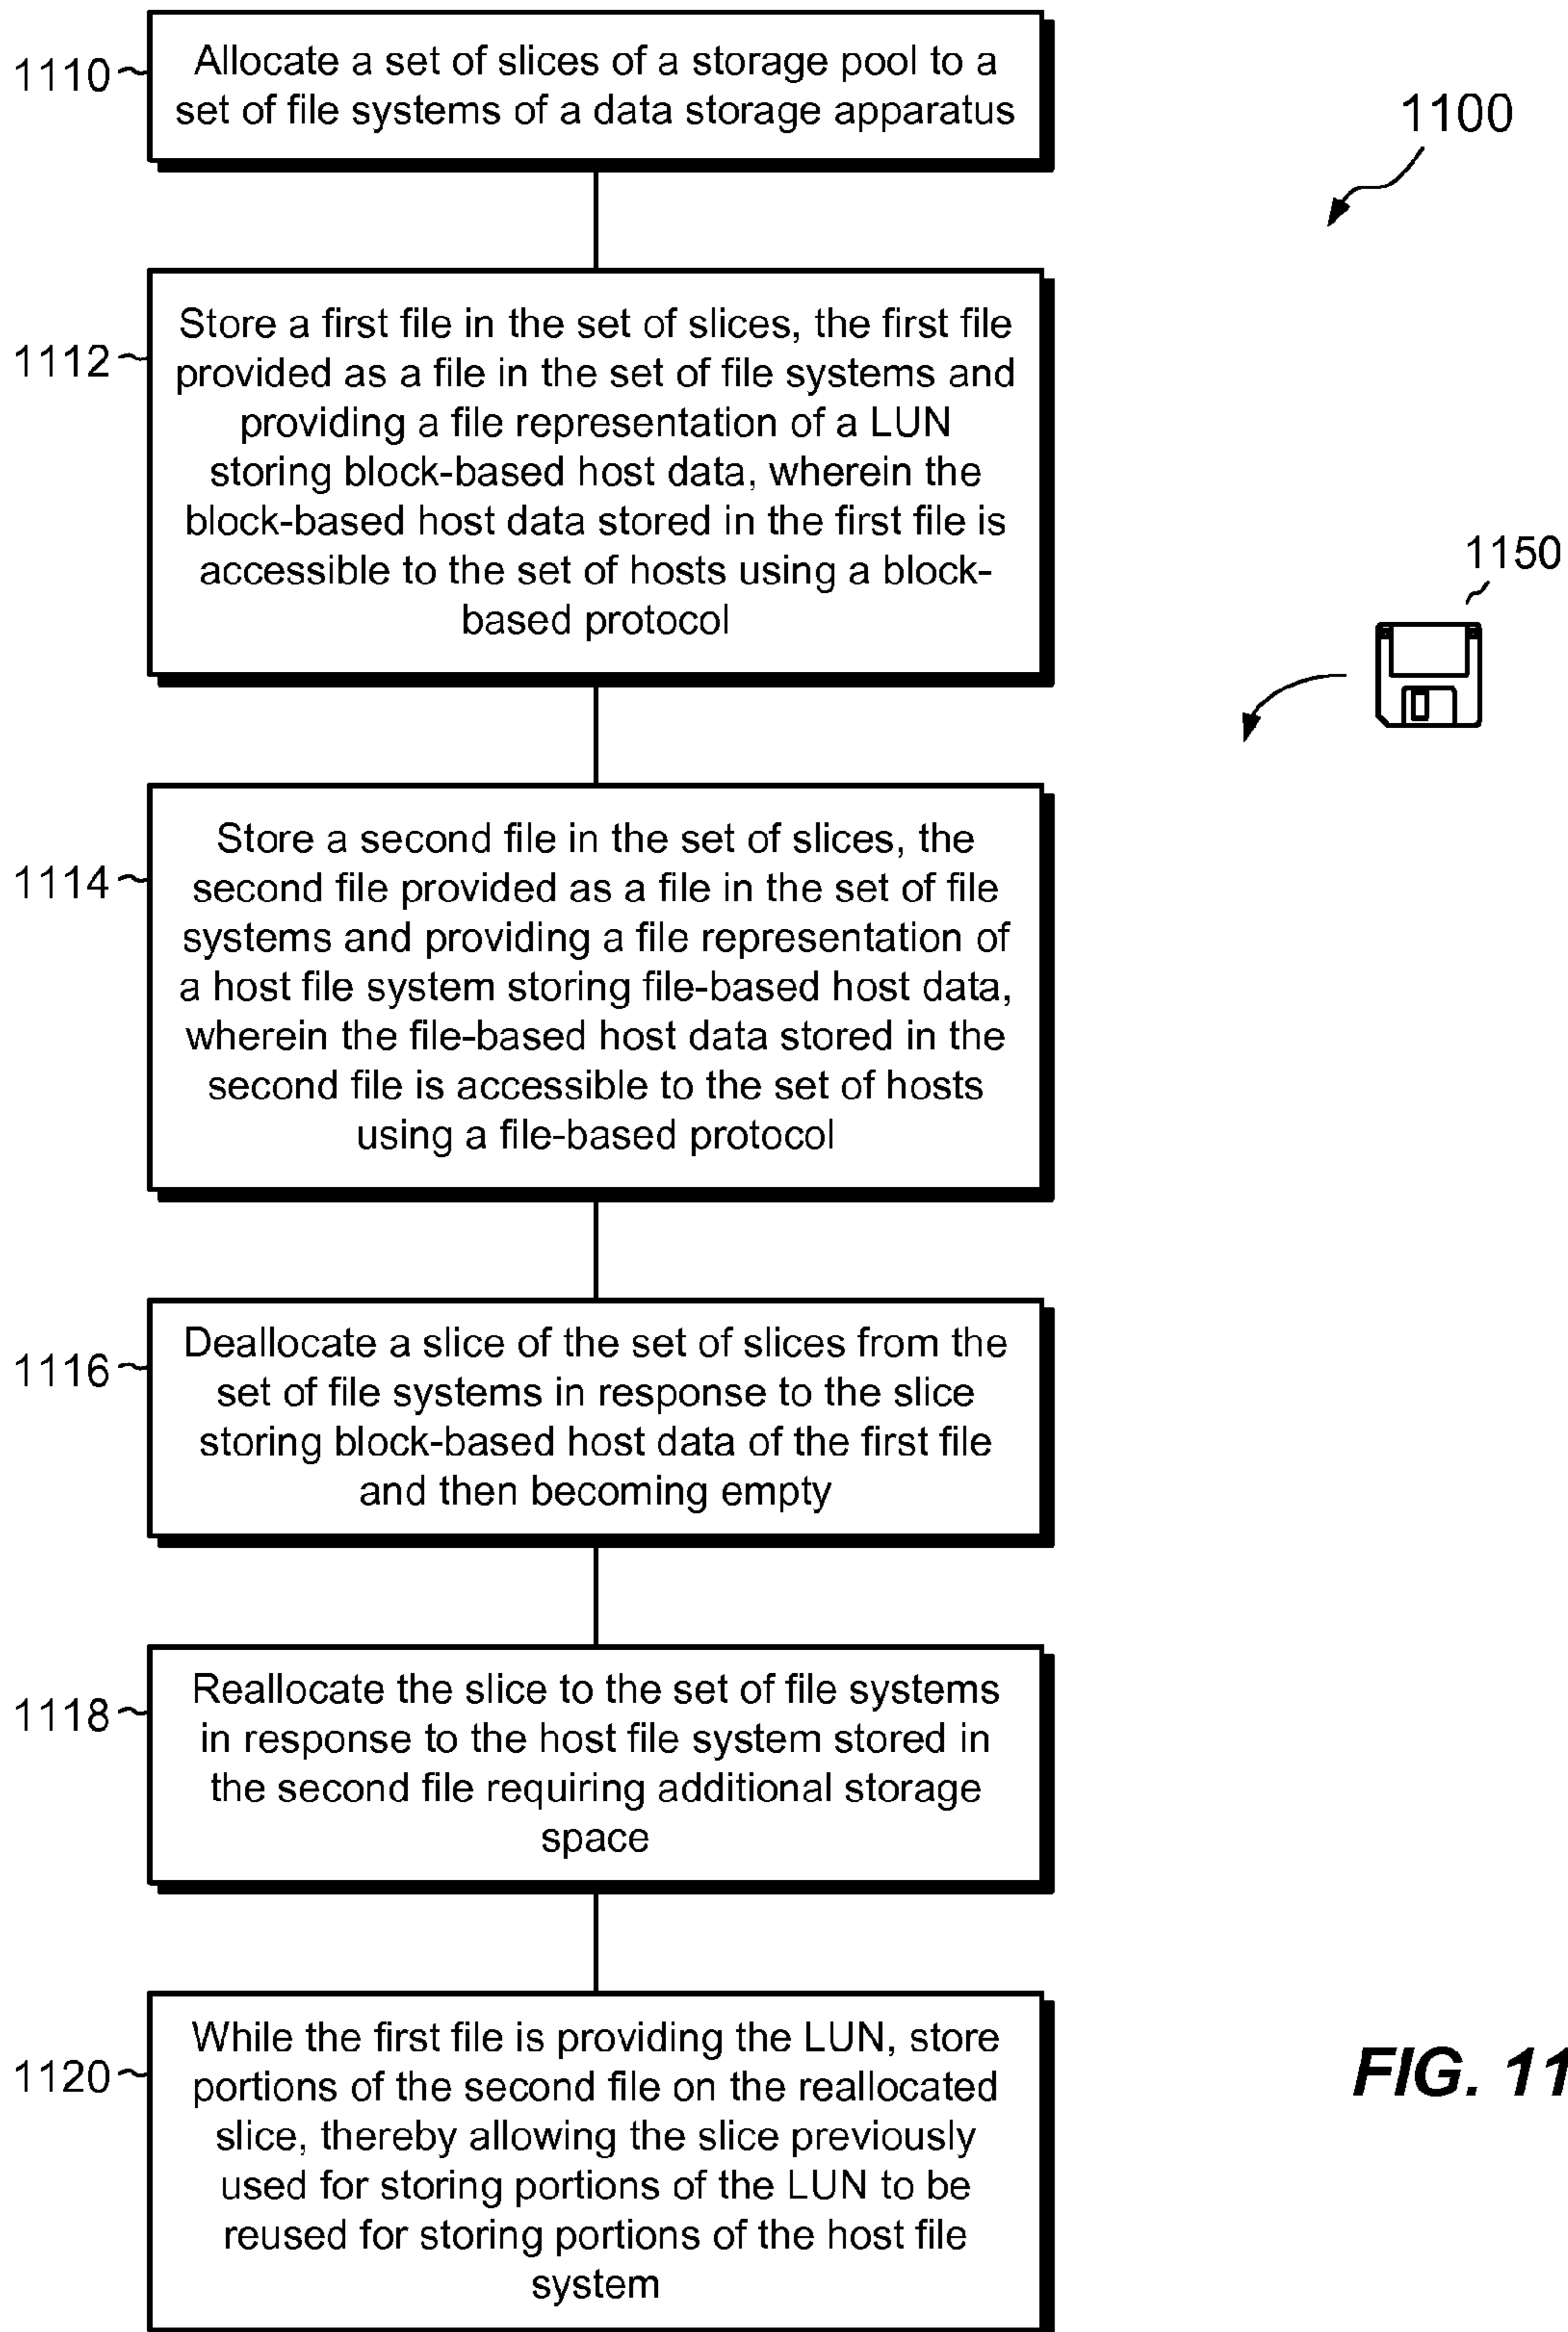 1110
Allocate a set of slices of a storage pool to a
set of file systems of a data storage apparatus
1100
1112
Store a first file in the set of slices, the first file
provided as a file in the set of file systems and
providing a file representation of a LUN
storing block-based host data, wherein the
block-based host data stored in the first file is
accessible to the set of hosts using a block-
based protocol
1150
1114
Store a second file in the set of slices, the
second file provided as a file in the set of file
systems and providing a file representation of
a host file system storing file-based host data,
wherein the file-based host data stored in the
second file is accessible to the set of hosts
using a file-based protocol
1116
Deallocate a slice of the set of slices from the
set of file systems in response to the slice
storing block-based host data of the first file
and then becoming empty
1118
Reallocate the slice to the set of file systems
in response to the host file system stored in
the second file requiring additional storage
space
1120
While the first file is providing the LUN, store
portions of the second file on the reallocated
slice, thereby allowing the slice previously
used for storing portions of the LUN to be
reused for storing portions of the host file
system
FIG. 11